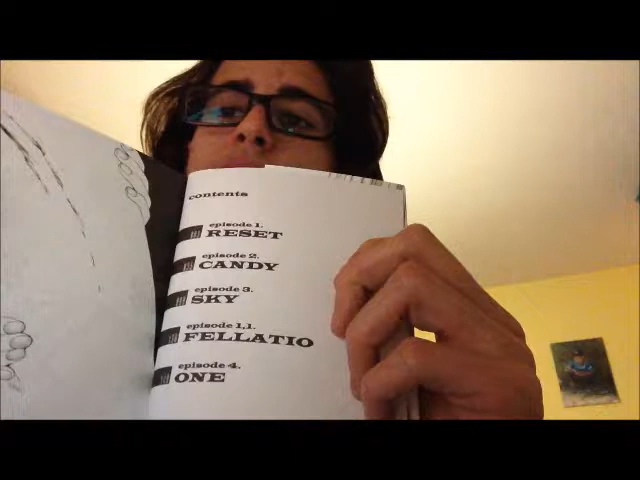 contents
episode 1.
RESET
episode 2.
CANDY
episode 3.
SKY
episode 1,1.
FELLATIO
episode 4.
ONE